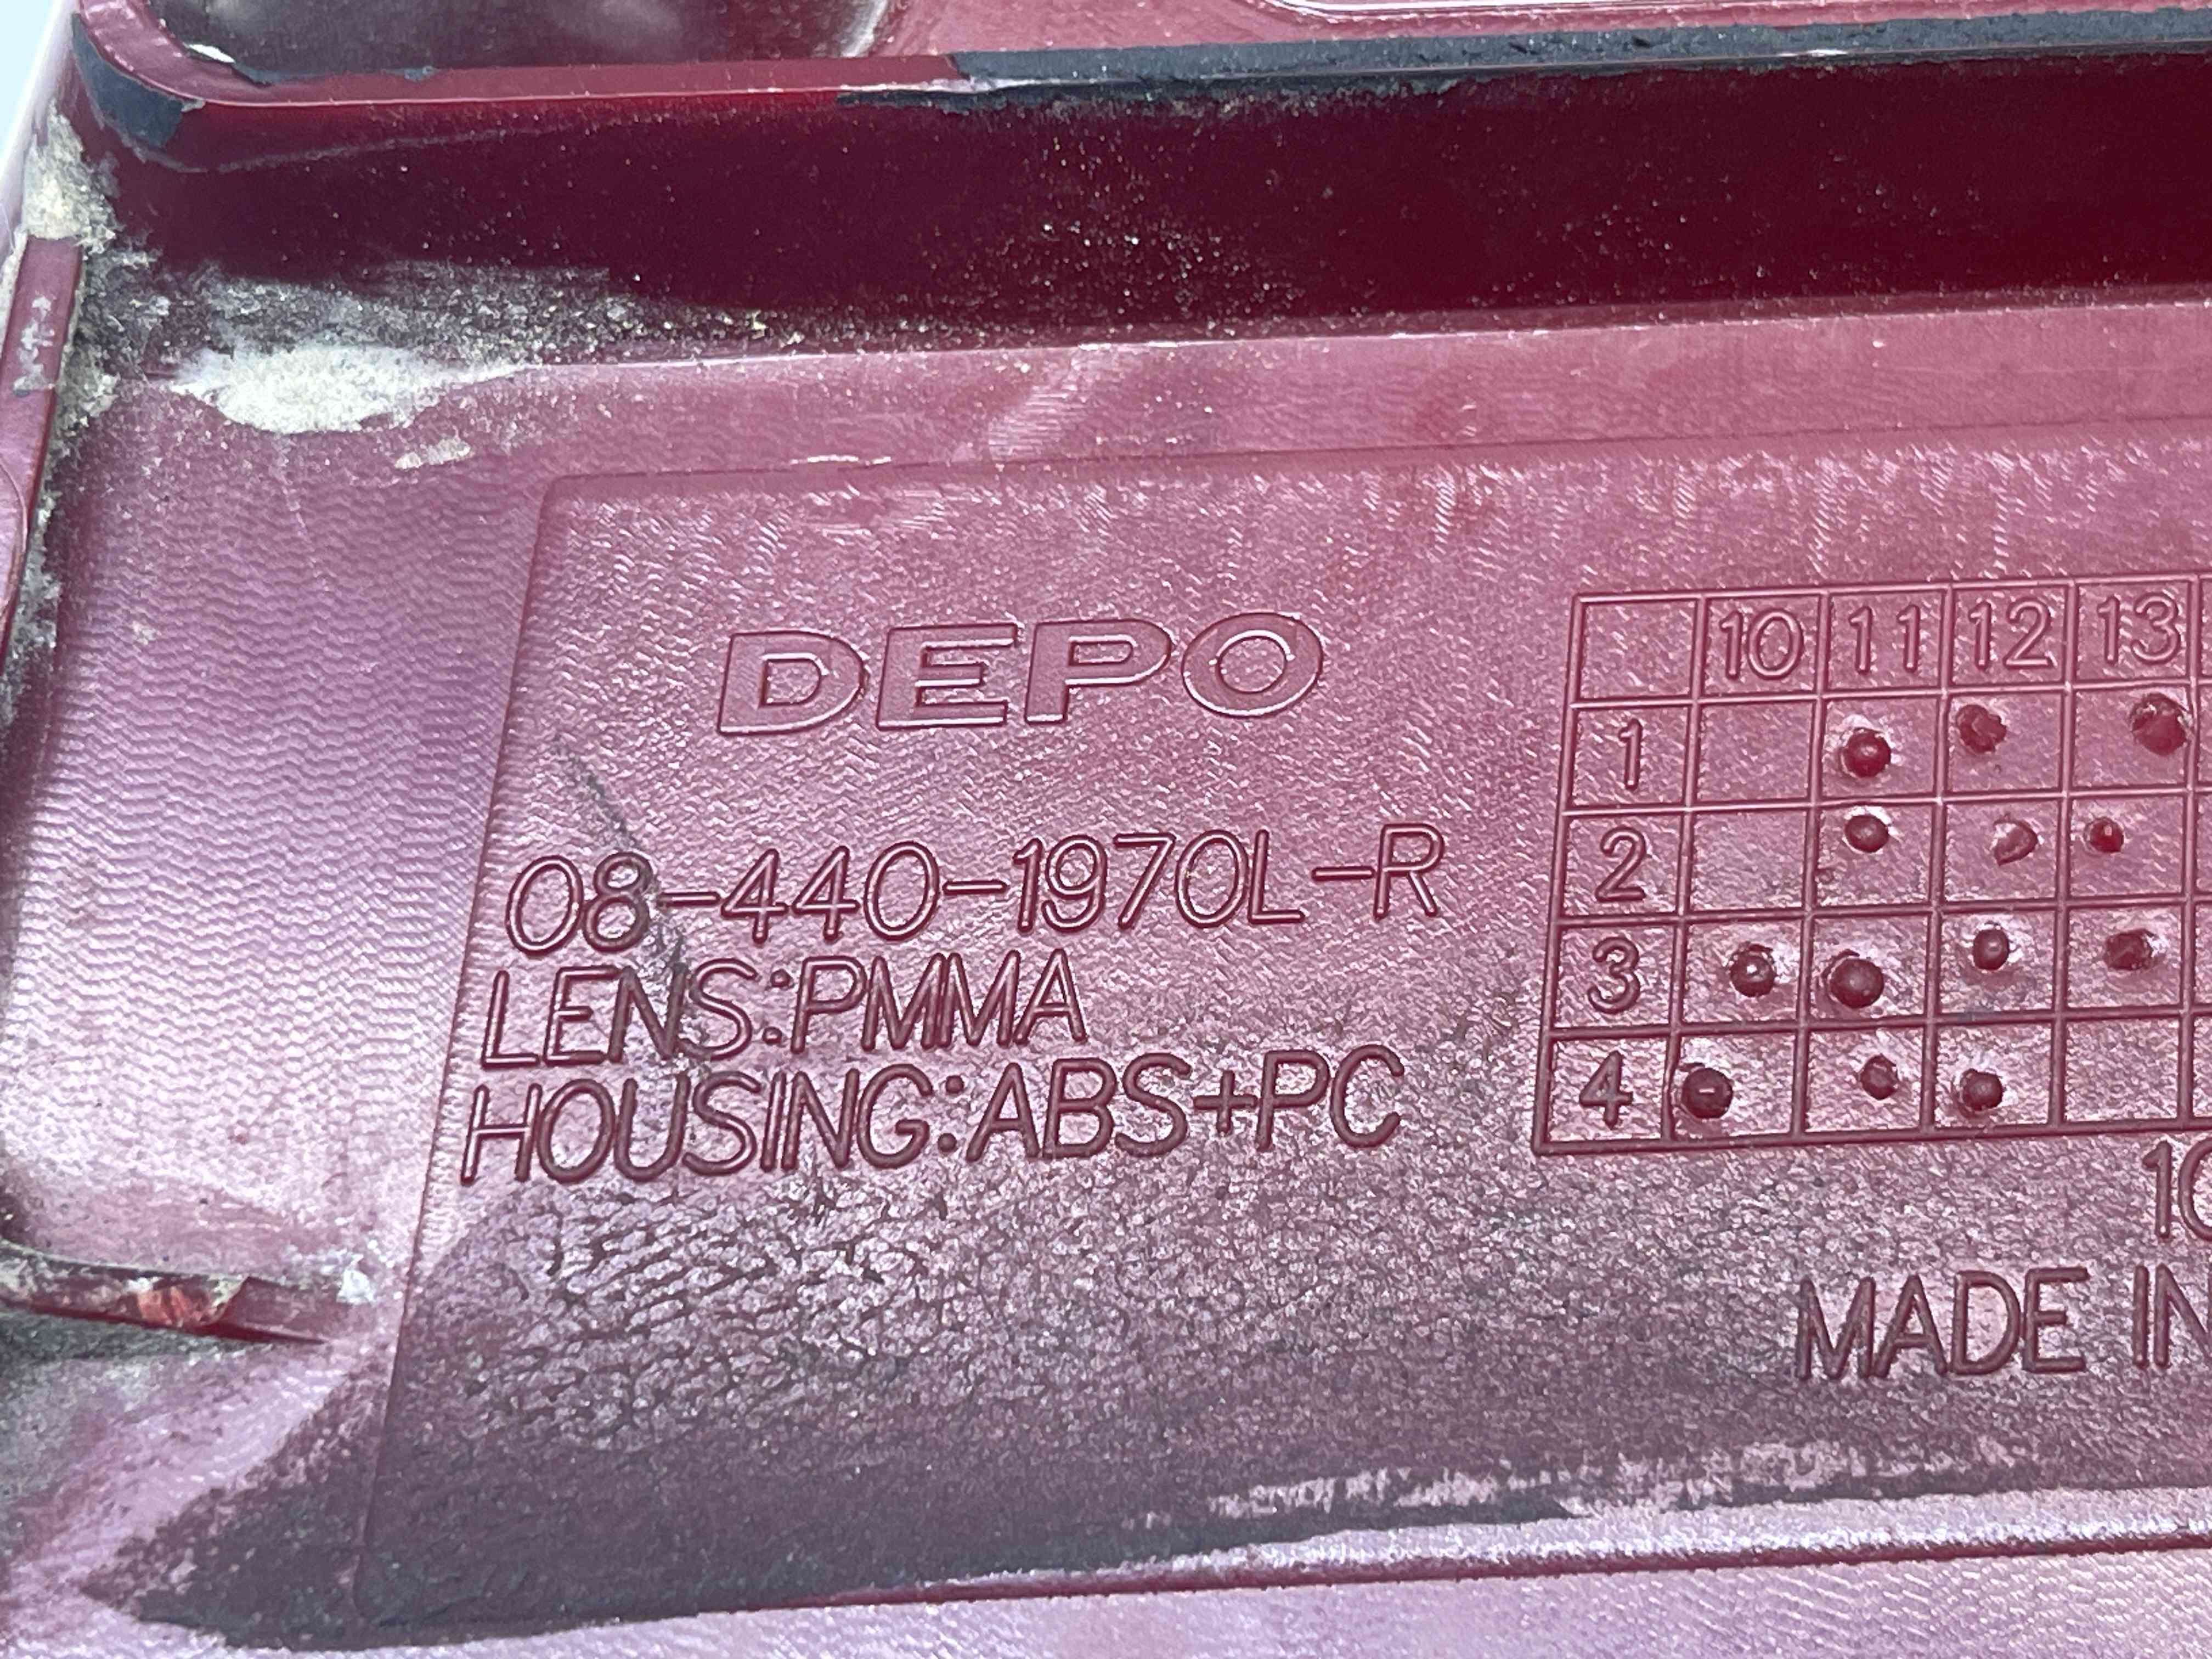 DEPO
08-440-1970L-R
LENS:PMMA
HOUSING:ABS+PC
10 11 12 13
1
2
3
4
MADE IN